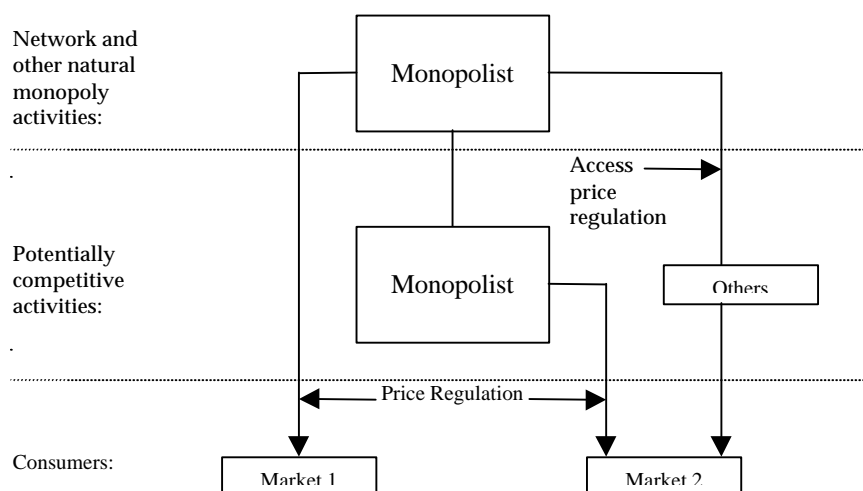 Network and
other natural
monopoly
activities:
Monopolist
Access
price
regulation
Potentially
competitive
activities:
Monopolist
Others
Price Regulation
Consumers:
Market 1
Market 2